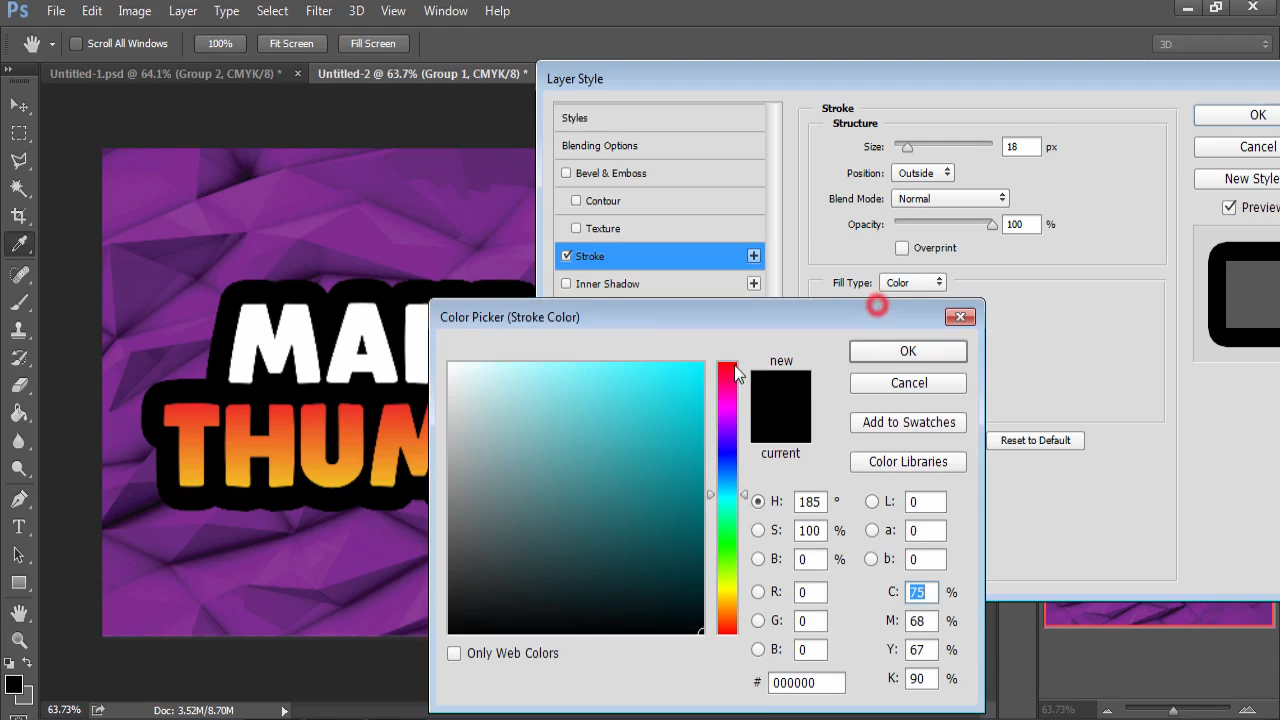 Ps File Edit Image Layer Type Select Filter 3D View Window Help
Scroll All Windows 100% Fit Screen Fill Screen 3D
Untitled-1.psd @ 64.1% (Group 2, CMYK/8) * × Untitled-2 @ 63.7% (Group 1, CMYK/8) *
Layer Style
Styles
Blending Options
Bevel & Emboss
Contour
Texture
Stroke
Inner Shadow
Stroke
Structure
Size: 18 px
Position: Outside
Blend Mode: Normal
Opacity: 100 %
Overprint
Fill Type: Color
Reset to Default
OK
Cancel
New Style
Preview
MA
THUM
Color Picker (Stroke Color)
new
current
OK
Cancel
Add to Swatches
Color Libraries
H: 185 °
S: 100 %
B: 0 %
R: 0
G: 0
B: 0
# 000000
L: 0
a: 0
b: 0
C: 75 %
M: 68 %
Y: 67 %
K: 90 %
Only Web Colors
T
63.73% Doc: 3.52M/8.70M
63.73%